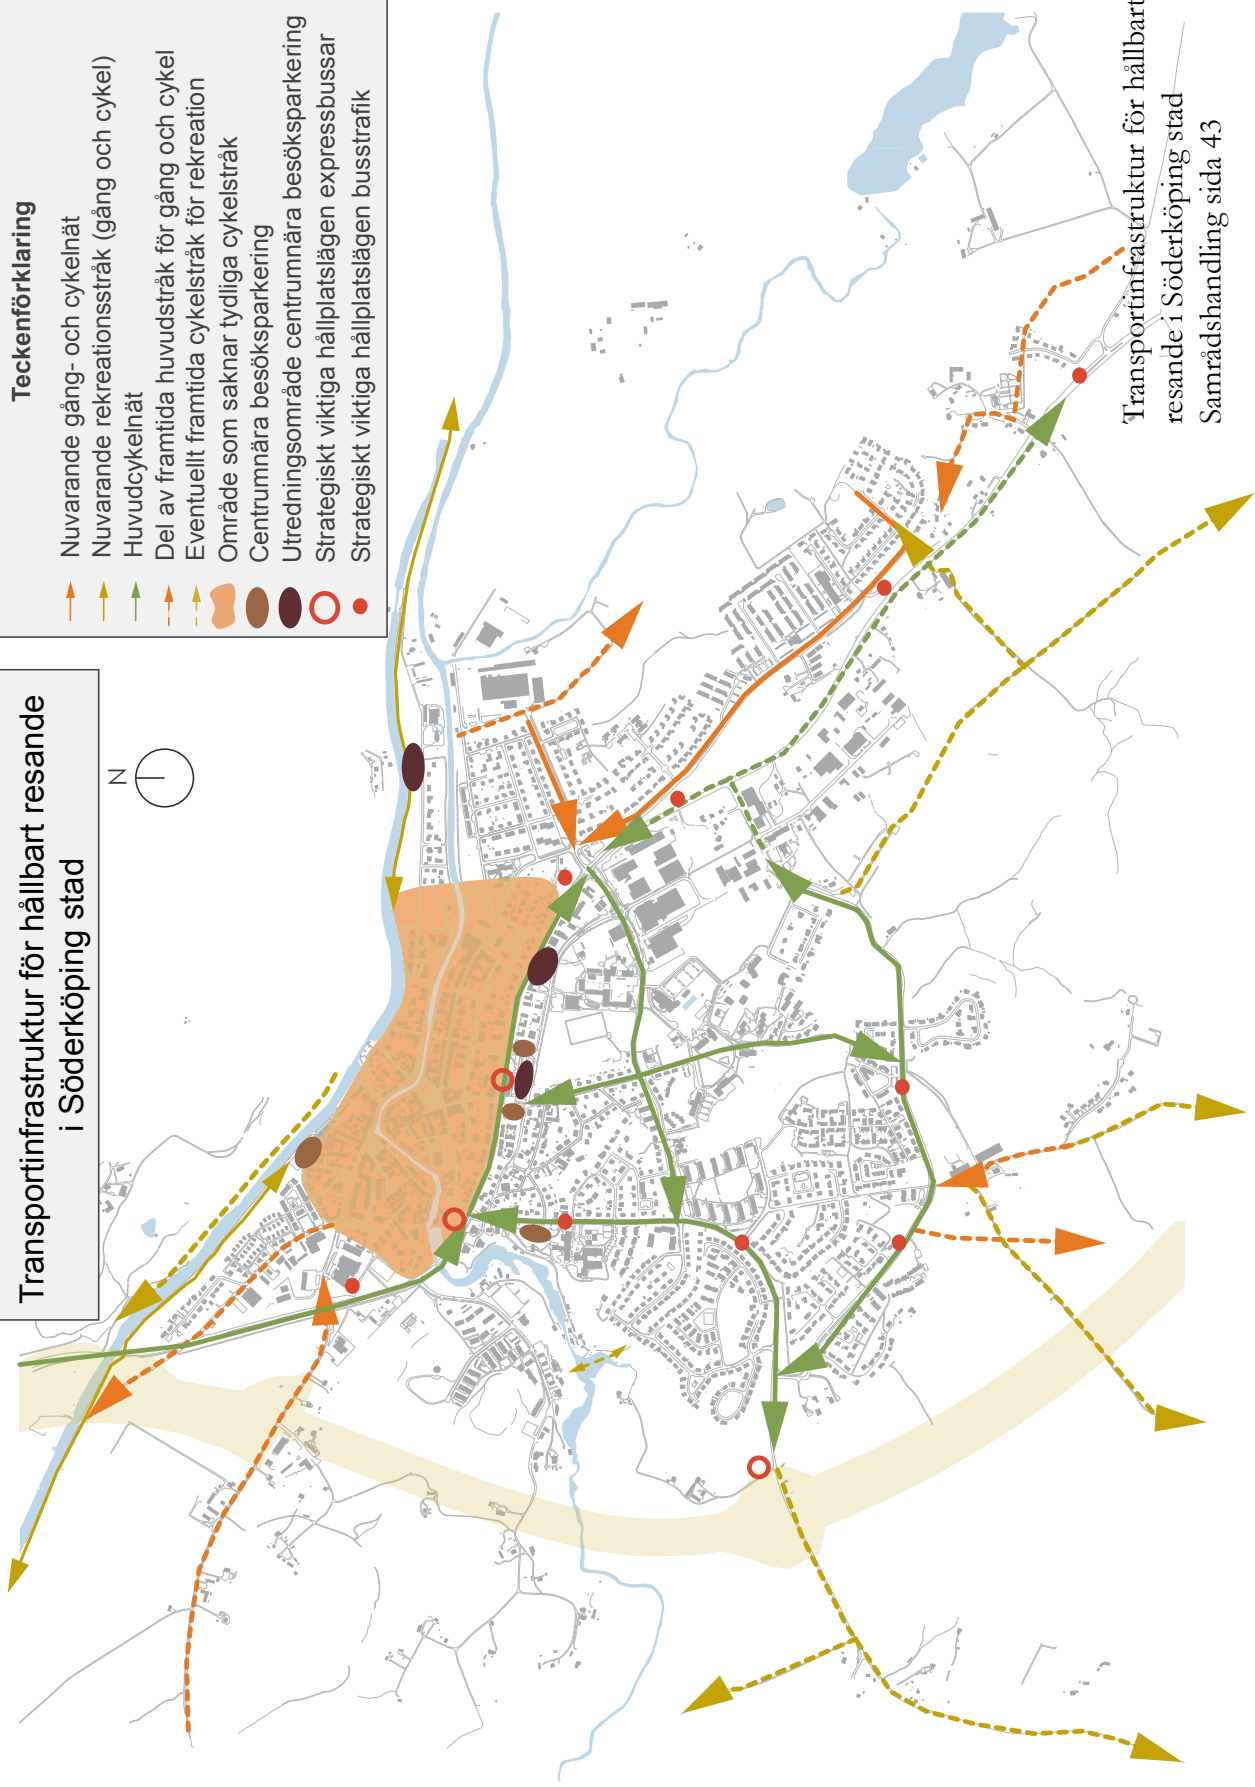 Transportinfrastruktur för hållbart resande
i Söderköping stad
N
Teckenförklaring
Nuvarande gång- och cykelnät
Nuvarande rekreationsstråk (gång och cykel)
Huvudcykelnät
Del av framtida huvudstråk för gång och cykel
Eventuellt framtida cykelstråk för rekreation
Område som saknar tydliga cykelstråk
Centrumnära besöksparkering
Utredningsområde centrumnära besöksparkering
Strategiskt viktiga hållplatslägen expressbussar
Strategiskt viktiga hållplatslägen busstrafik
Transportinfrastruktur för hållbart
resande i Söderköping stad
Samrådshandling sida 43